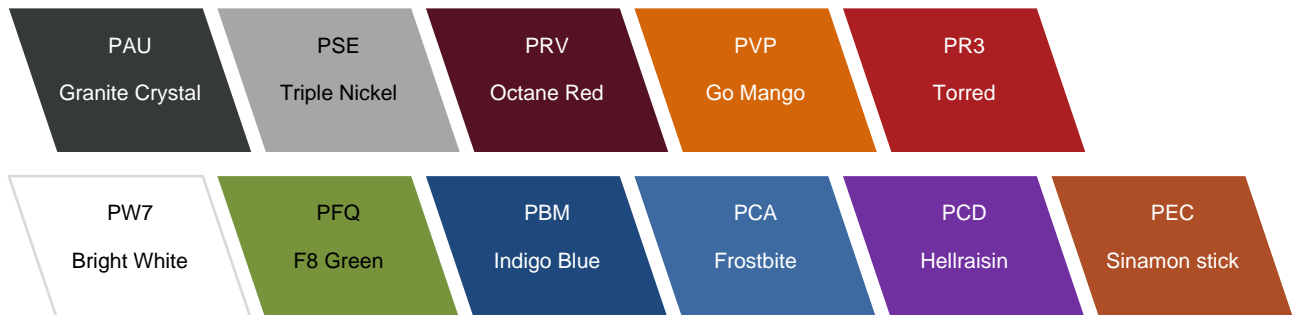 PAU
Granite Crystal
PSE
Triple Nickel
PRV
Octane Red
PVP
Go Mango
PR3
Torred
PW7
Bright White
PFQ
F8 Green
PBM
Indigo Blue
PCA
Frostbite
PCD
Hellraisin
PEC
Sinamon stick